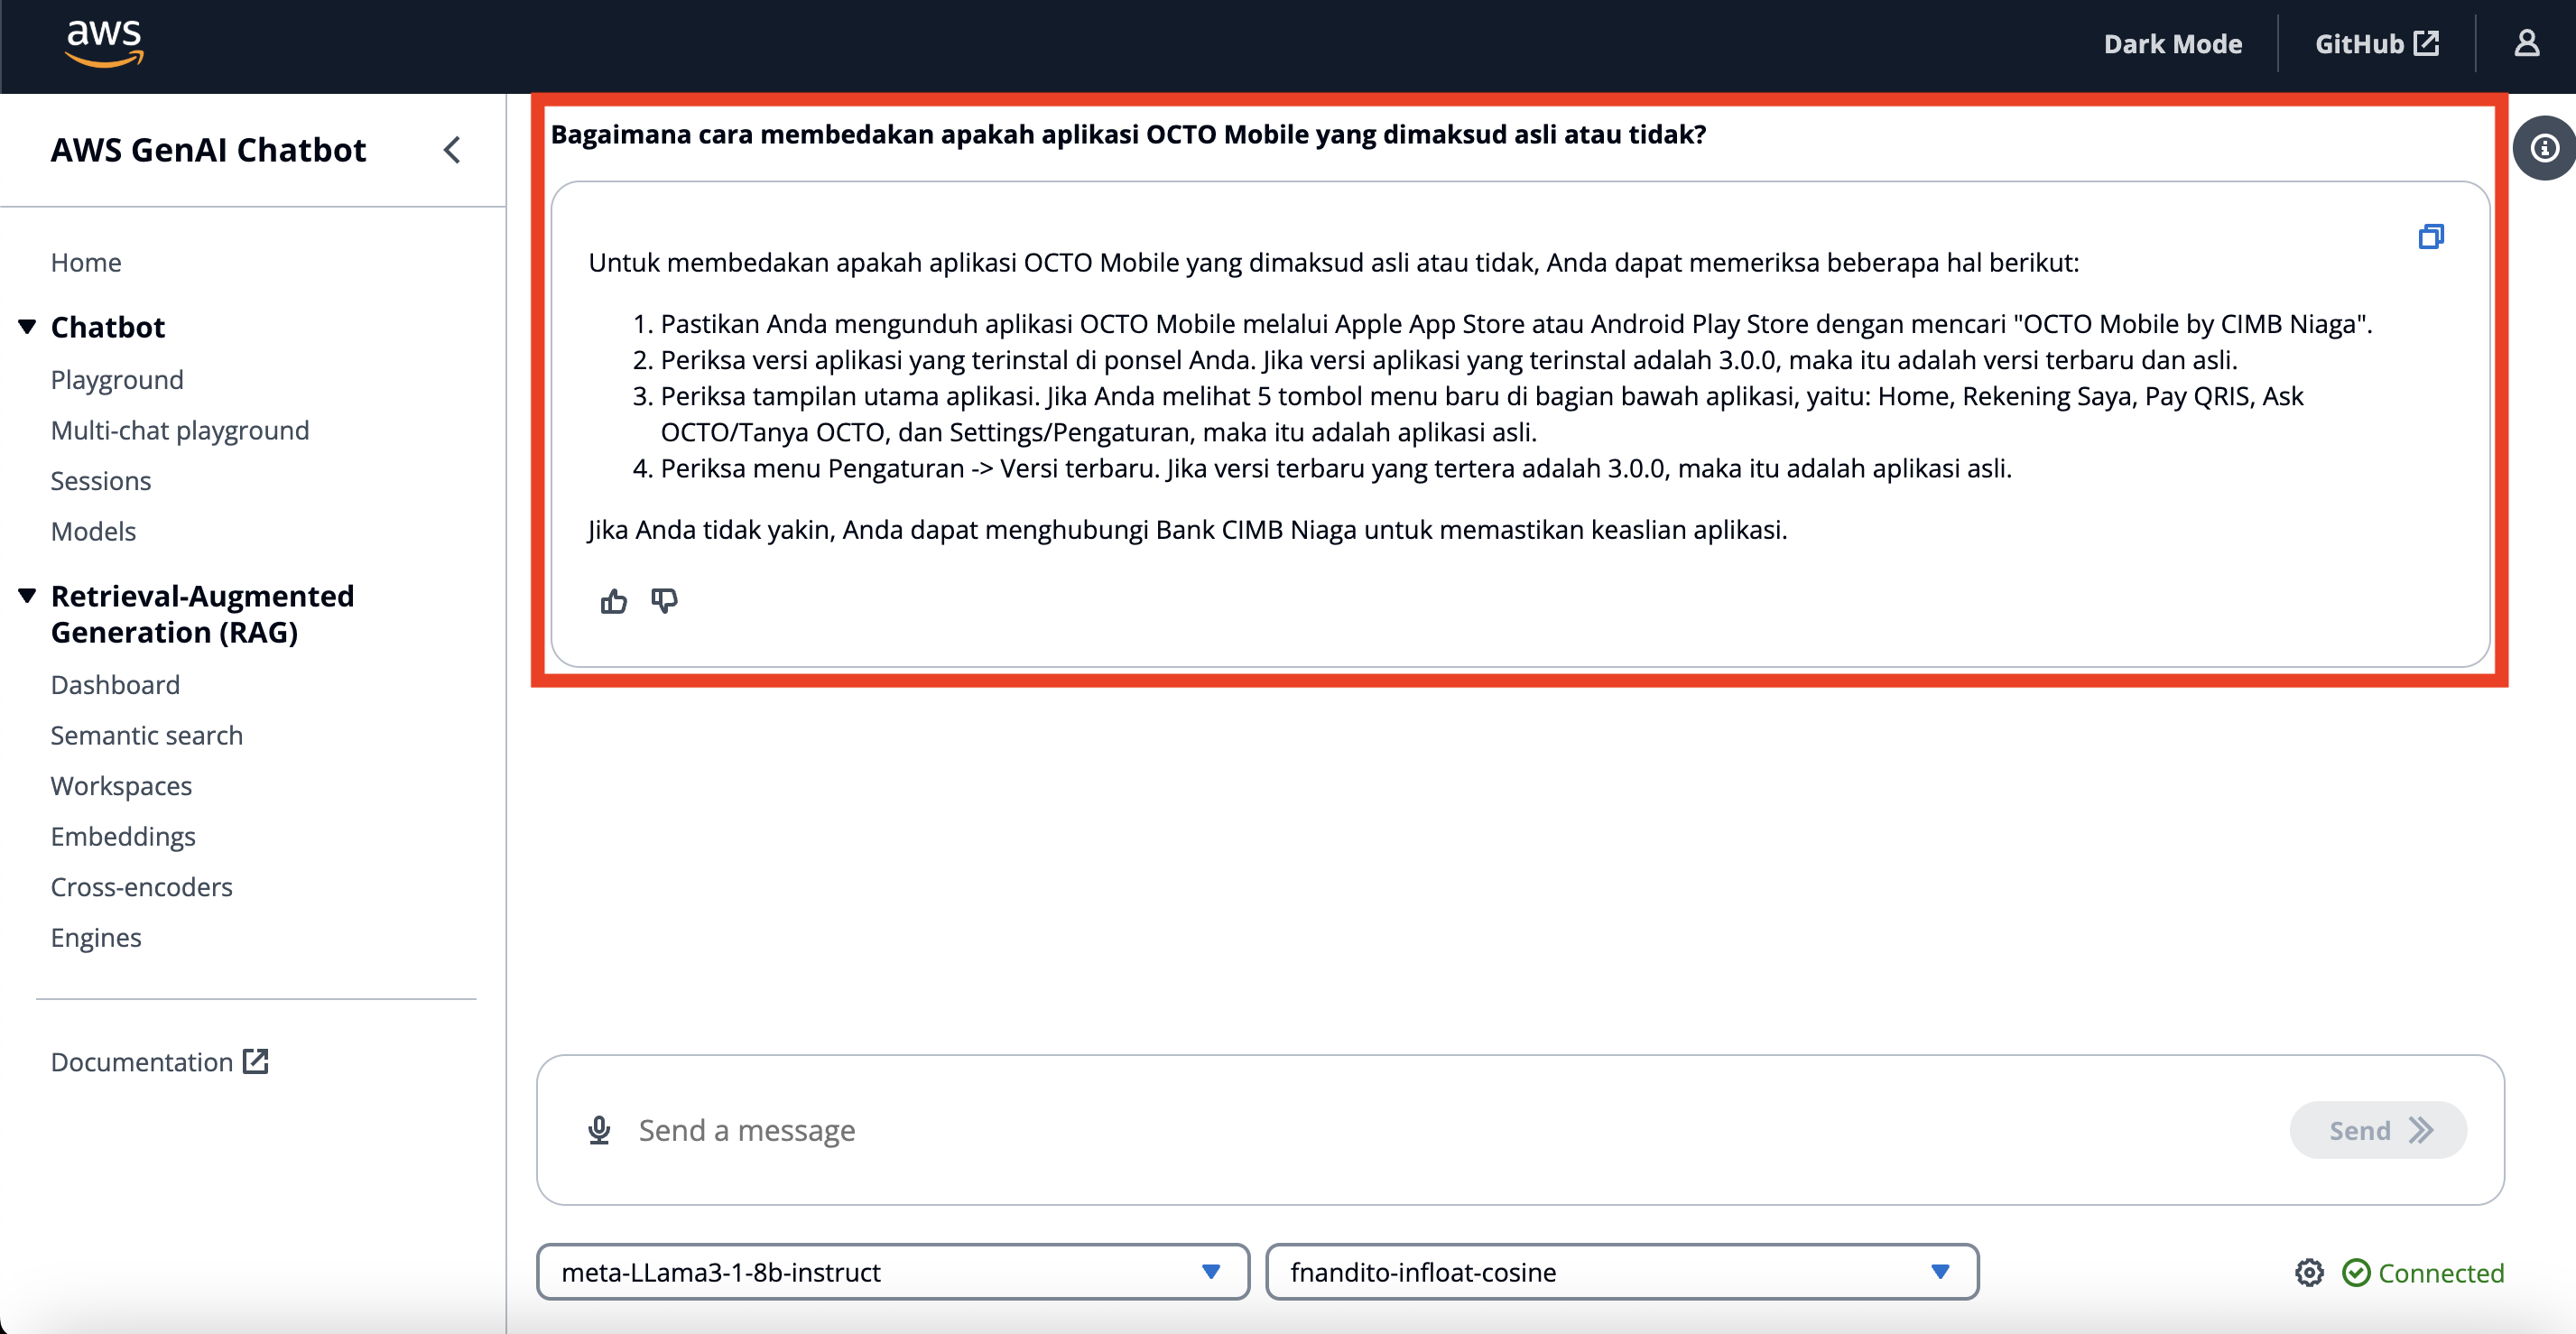 aws
Dark Mode
GitHub
AWS GenAI Chatbot
Home
Chatbot
Playground
Multi-chat playground
Sessions
Models
Retrieval-Augmented
Generation (RAG)
Dashboard
Semantic search
Workspaces
Embeddings
Cross-encoders
Engines
Documentation
Bagaimana cara membedakan apakah aplikasi OCTO Mobile yang dimaksud asli atau tidak?
Untuk membedakan apakah aplikasi OCTO Mobile yang dimaksud asli atau tidak, Anda dapat memeriksa beberapa hal berikut:
1. Pastikan Anda mengunduh aplikasi OCTO Mobile melalui Apple App Store atau Android Play Store dengan mencari "OCTO Mobile by CIMB Niaga".
2. Periksa versi aplikasi yang terinstal di ponsel Anda. Jika versi aplikasi yang terinstal adalah 3.0.0, maka itu adalah versi terbaru dan asli.
3. Periksa tampilan utama aplikasi. Jika Anda melihat 5 tombol menu baru di bagian bawah aplikasi, yaitu: Home, Rekening Saya, Pay QRIS, Ask
OCTO/Tanya OCTO, dan Settings/Pengaturan, maka itu adalah aplikasi asli.
4. Periksa menu Pengaturan -> Versi terbaru. Jika versi terbaru yang tertera adalah 3.0.0, maka itu adalah aplikasi asli.
Jika Anda tidak yakin, Anda dapat menghubungi Bank CIMB Niaga untuk memastikan keaslian aplikasi.
Send a message
Send
meta-LLama3-1-8b-instruct
fnandito-infloat-cosine
Connected